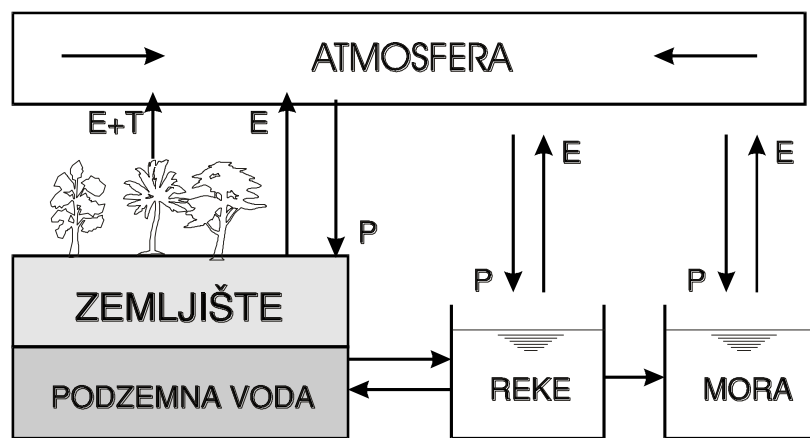 ATMOSFERA
E+T
E
P
P
E
P
E
ZEMLJIŠTE
PODZEMNA VODA
REKE
MORA